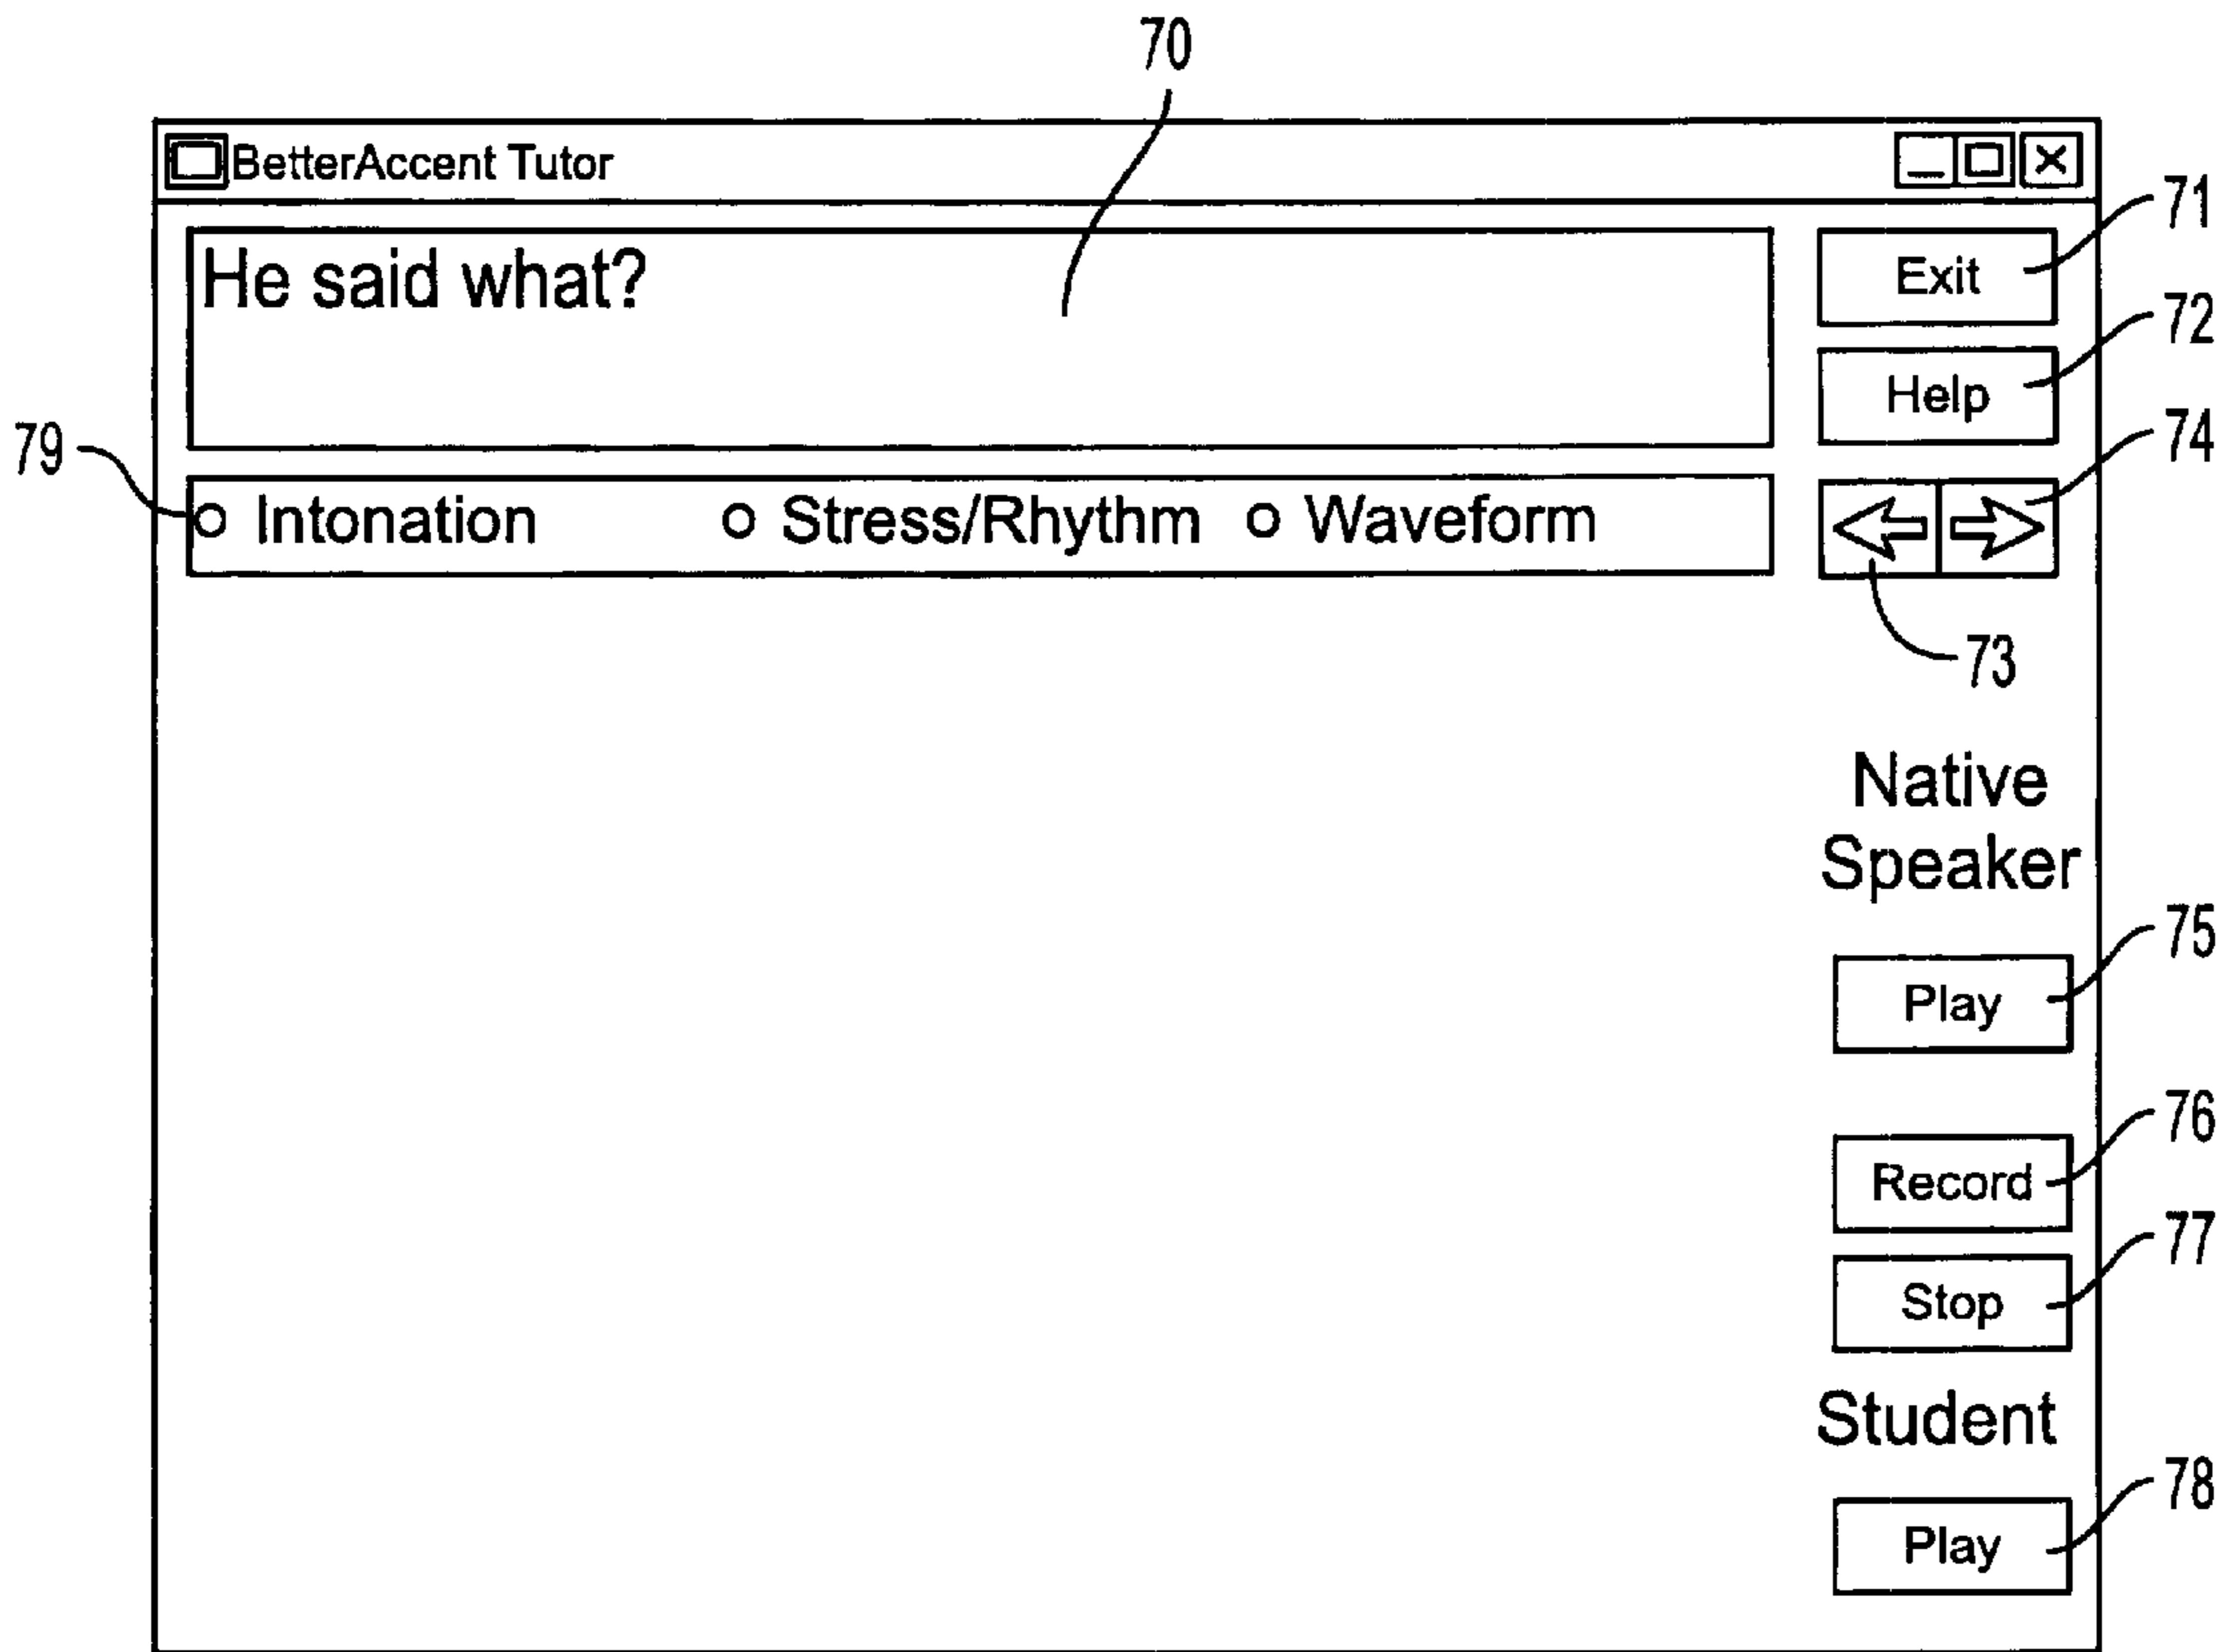 70
BetterAccent Tutor
71
He said what?
Exit
72
Help
74
79
Intonation Stress/Rhythm Waveform
73
Native
Speaker
75
Play
76
Record
77
Stop
Student
78
Play